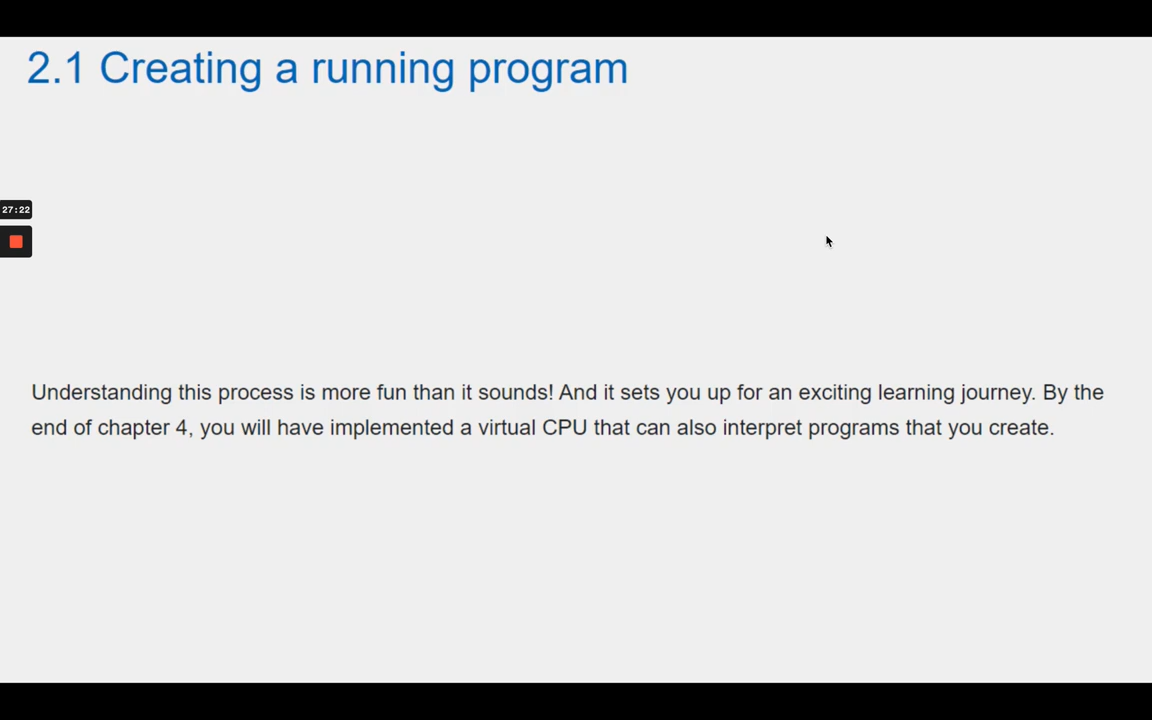 2.1 Creating a running program
27:22
Understanding this process is more fun than it sounds! And it sets you up for an exciting learning journey. By the
end of chapter 4, you will have implemented a virtual CPU that can also interpret programs that you create.